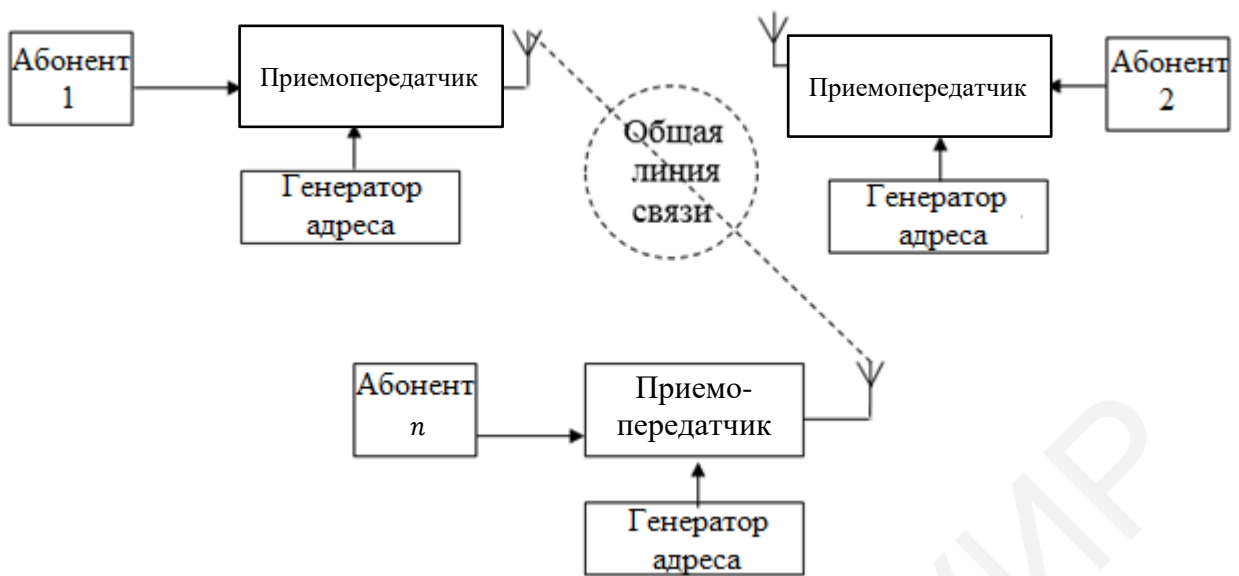 Абонент
1
Приемопередатчик
Генератор
адреса
Общая
линия
связи
Приемопередатчик
Абонент
2
Генератор
адреса
Абонент
n
Приемо-
передатчик
Генератор
адреса